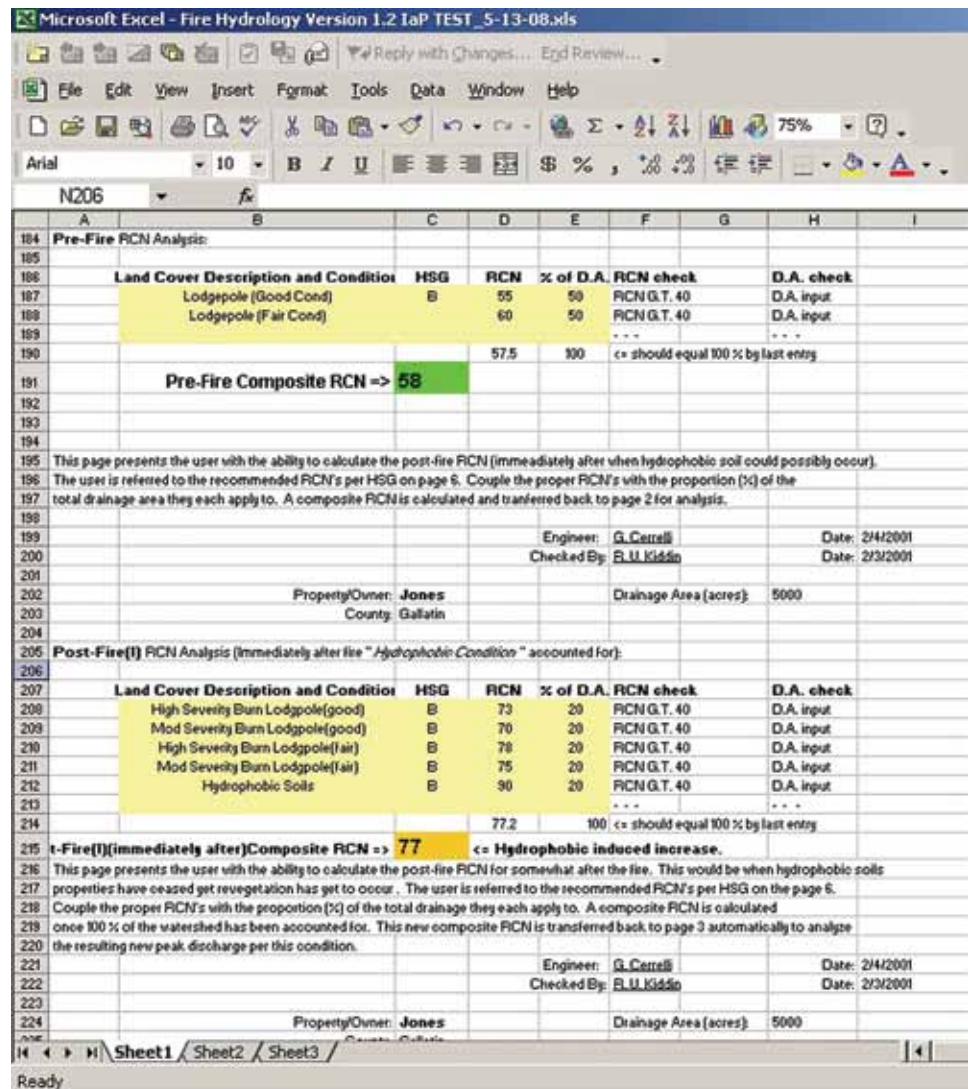 Microsoft Excel - Fire Hydrology Version 1.2 IaP TEST_5-13-08.xls
Reply with Changes... End Review...
File Edit View Insert Format Tools Data Window Help
75%
Arial 10 B I U $ % ,
N206 fx
A B C D E F G H I
184 Pre-Fire RCN Analysis:
185
186 Land Cover Description and Conditio HSG RCN % of D.A. RCN check D.A. check
187 Lodgepole (Good Cond) B 55 50 RCN G.T. 40 D.A. input
188 Lodgepole (Fair Cond) 60 50 RCN G.T. 40 D.A. input
189 - - - - - -
190 57.5 100 <= should equal 100 % by last entry
191 Pre-Fire Composite RCN => 58
192
193
194
195 This page presents the user with the ability to calculate the post-fire RCN (immeadiately after when hydrophobic soil could possibly occur).
196 The user is referred to the recommended RCN's per HSG on page 6. Couple the proper RCN's with the proportion (%) of the
197 total drainage area they each apply to. A composite RCN is calculated and tranferred back to page 2 for analysis.
198
199 Engineer: G. Cerrelli Date: 2/4/2001
200 Checked By: R. U. Kiddin Date: 2/3/2001
201
202 Property/Owner: Jones Drainage Area (acres): 5000
203 County: Gallatin
204
205 Post-Fire(I) RCN Analysis (Immediately after fire " Hydrophobic Condition " accounted for):
206
207 Land Cover Description and Conditio HSG RCN % of D.A. RCN check D.A. check
208 High Severity Burn Lodgpole(good) B 73 20 RCN G.T. 40 D.A. input
209 Mod Severity Burn Lodgpole(good) B 70 20 RCN G.T. 40 D.A. input
210 High Severity Burn Lodgpole(fair) B 78 20 RCN G.T. 40 D.A. input
211 Mod Severity Burn Lodgpole(fair) B 75 20 RCN G.T. 40 D.A. input
212 Hydrophobic Soils B 90 20 RCN G.T. 40 D.A. input
213 - - - - - -
214 77.2 100 <= should equal 100 % by last entry
215 t-Fire(I)(immediately after)Composite RCN => 77 <= Hydrophobic induced increase.
216 This page presents the user with the ability to calculate the post-fire RCN for somewhat after the fire. This would be when hydrophobic soils
217 properties have ceased yet revegetation has yet to occur . The user is referred to the recommended RCN's per HSG on the page 6.
218 Couple the proper RCN's with the proportion (%) of the total drainage they each apply to. A composite RCN is calculated
219 once 100 % of the watershed has been accounted for. This new composite RCN is transferred back to page 3 automatically to analyze
220 the resulting new peak discharge per this condition.
221 Engineer: G. Cerrelli Date: 2/4/2001
222 Checked By: R. U. Kiddin Date: 2/3/2001
223
224 Property/Owner: Jones Drainage Area (acres): 5000
Sheet1 / Sheet2 / Sheet3 /
Ready